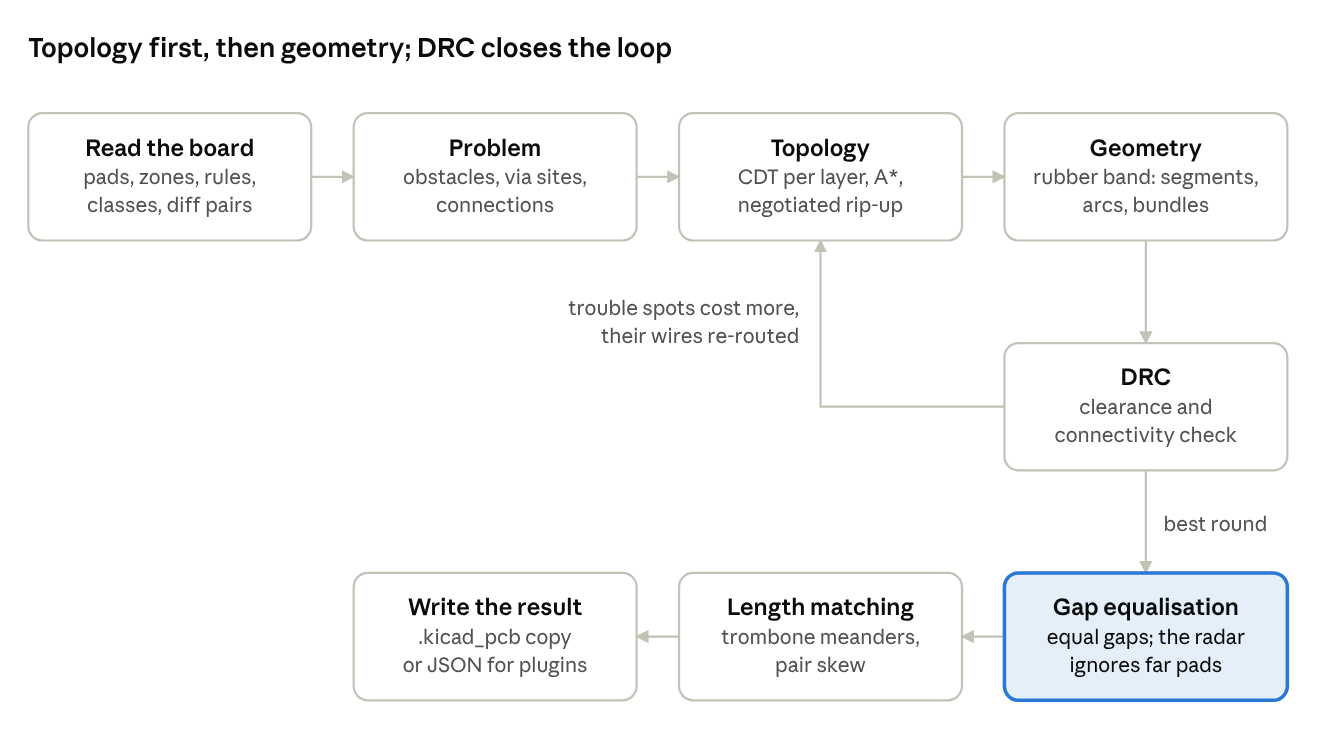 Topology first, then geometry; DRC closes the loop
Read the board
pads, zones, rules,
classes, diff pairs
Problem
obstacles, via sites,
connections
Topology
CDT per layer, A*,
negotiated rip-up
Geometry
rubber band: segments,
arcs, bundles
trouble spots cost more,
their wires re-routed
DRC
clearance and
connectivity check
best round
Write the result
.kicad_pcb copy
or JSON for plugins
Length matching
trombone meanders,
pair skew
Gap equalisation
equal gaps; the radar
ignores far pads